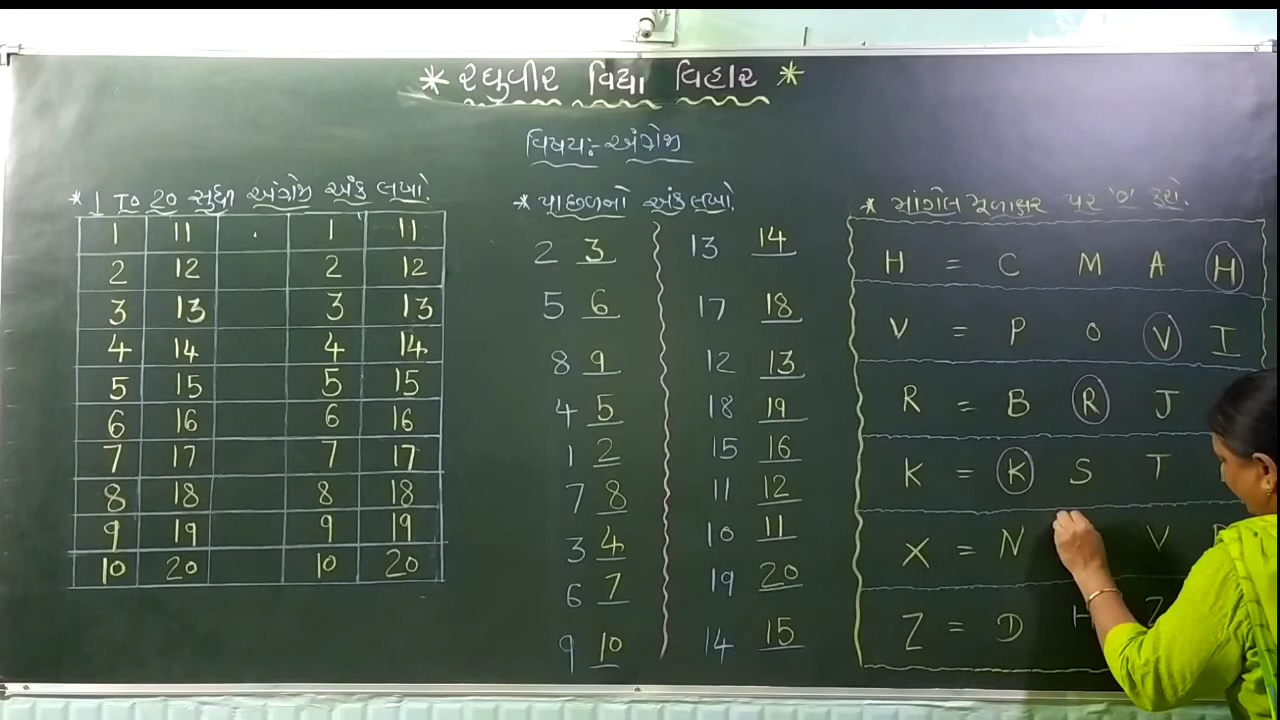 * રઘુવીર વિદ્યા વિહાર *
વિષય:- અંગ્રેજી
* 1 To 20 સુધી અંગ્રેજી અંક લખો.
1 11 1 11
2 12 2 12
3 13 3 13
4 14 4 14
5 15 5 15
6 16 6 16
7 17 7 17
8 18 8 18
9 19 9 19
10 20 10 20
* પાછળનો અંક લખો.
2 3
5 6
8 9
4 5
1 2
7 8
3 4
6 7
9 10
13 14
17 18
12 13
18 19
15 16
11 12
10 11
19 20
14 15
* માંગેલ મૂળાક્ષર પર '0' કરો.
H = C M A H
V = P O V I
R = B R J
K = K S T
X = N V
Z = D H Z